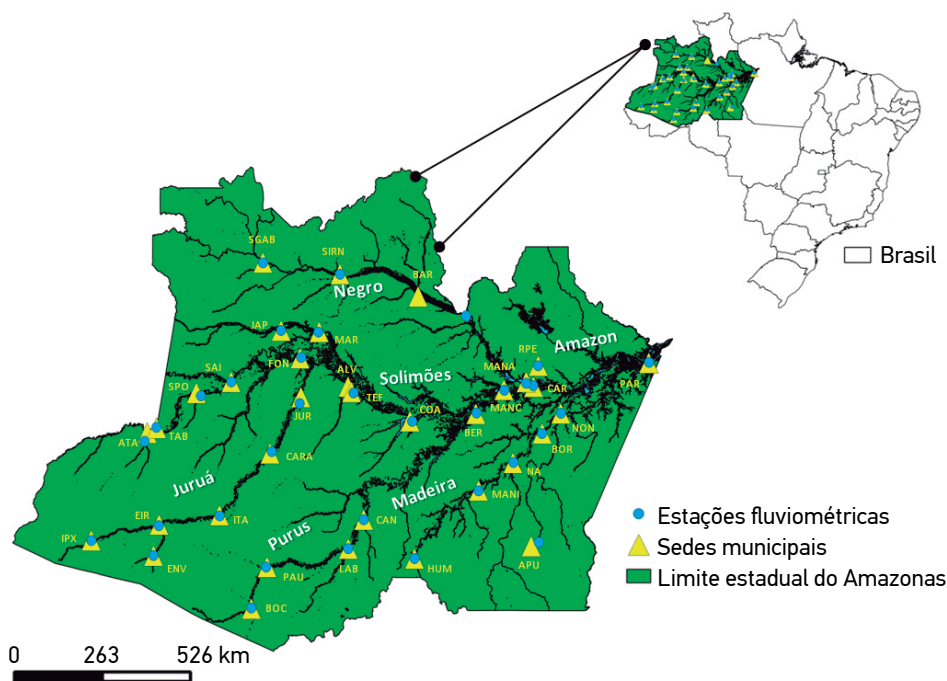 Brasil
SGAB
SIRN
BAR
Negro
JAP
MAR
RPE
Amazon
FON
ALV
MANA
SAI
Solimões
CAR
PAR
SPO
TEF
MANC
JUR
COA
BER
NON
ATA
TAB
BOR
CARA
NA
Juruá
Madeira
MANI
EIR
ITA
Purus
CAN
IPX
ENV
PAU
LAB
HUM
APU
BOC
Estações fluviométricas
Sedes municipais
Limite estadual do Amazonas
0 263 526 km